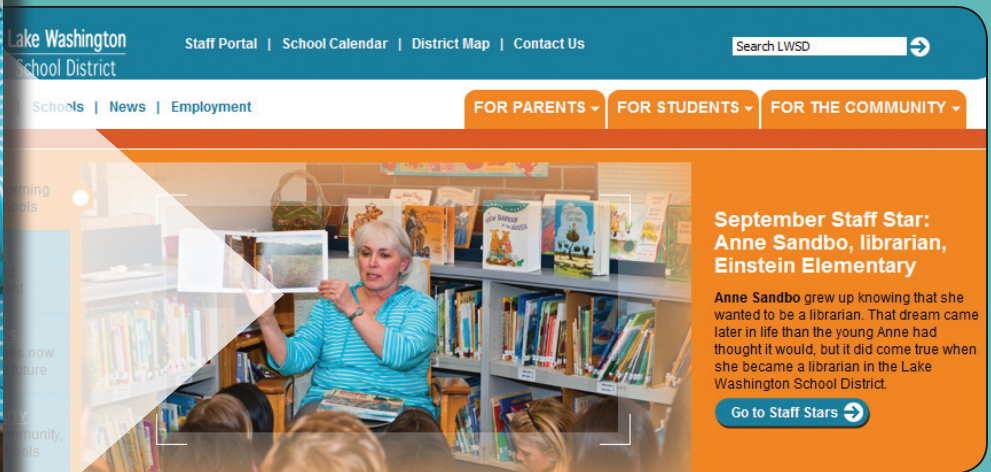 Lake Washington
School District
Staff Portal | School Calendar | District Map | Contact Us
Search LWSD
Schools | News | Employment
FOR PARENTS
FOR STUDENTS
FOR THE COMMUNITY
September Staff Star:
Anne Sandbo, librarian,
Einstein Elementary
Anne Sandbo grew up knowing that she
wanted to be a librarian. That dream came
later in life than the young Anne had
thought it would, but it did come true when
she became a librarian in the Lake
Washington School District.
Go to Staff Stars
now